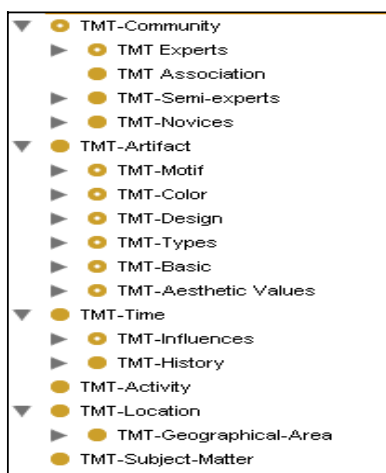 TMT-Community
TMT Experts
TMT Association
TMT-Semi-experts
TMT-Novices
TMT-Artifact
TMT-Motif
TMT-Color
TMT-Design
TMT-Types
TMT-Basic
TMT-Aesthetic Values
TMT-Time
TMT-Influences
TMT-History
TMT-Activity
TMT-Location
TMT-Geographical-Area
TMT-Subject-Matter